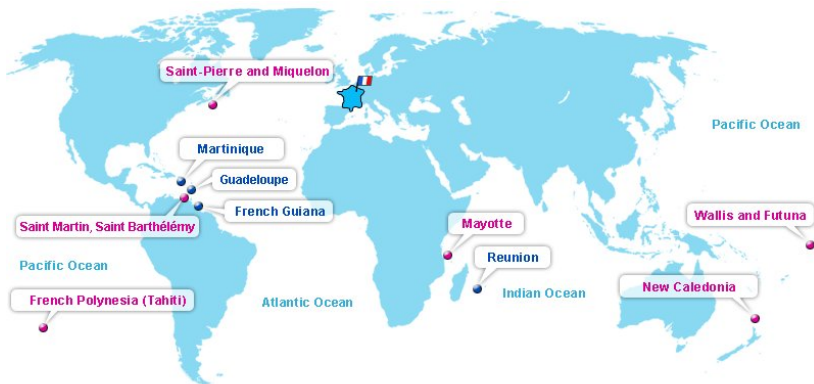 Saint-Pierre and Miquelon
Pacific Ocean
Martinique
Guadeloupe
French Guiana
Saint Martin, Saint Barthélémy
Mayotte
Wallis and Futuna
Reunion
Pacific Ocean
French Polynesia (Tahiti)
Atlantic Ocean
Indian Ocean
New Caledonia